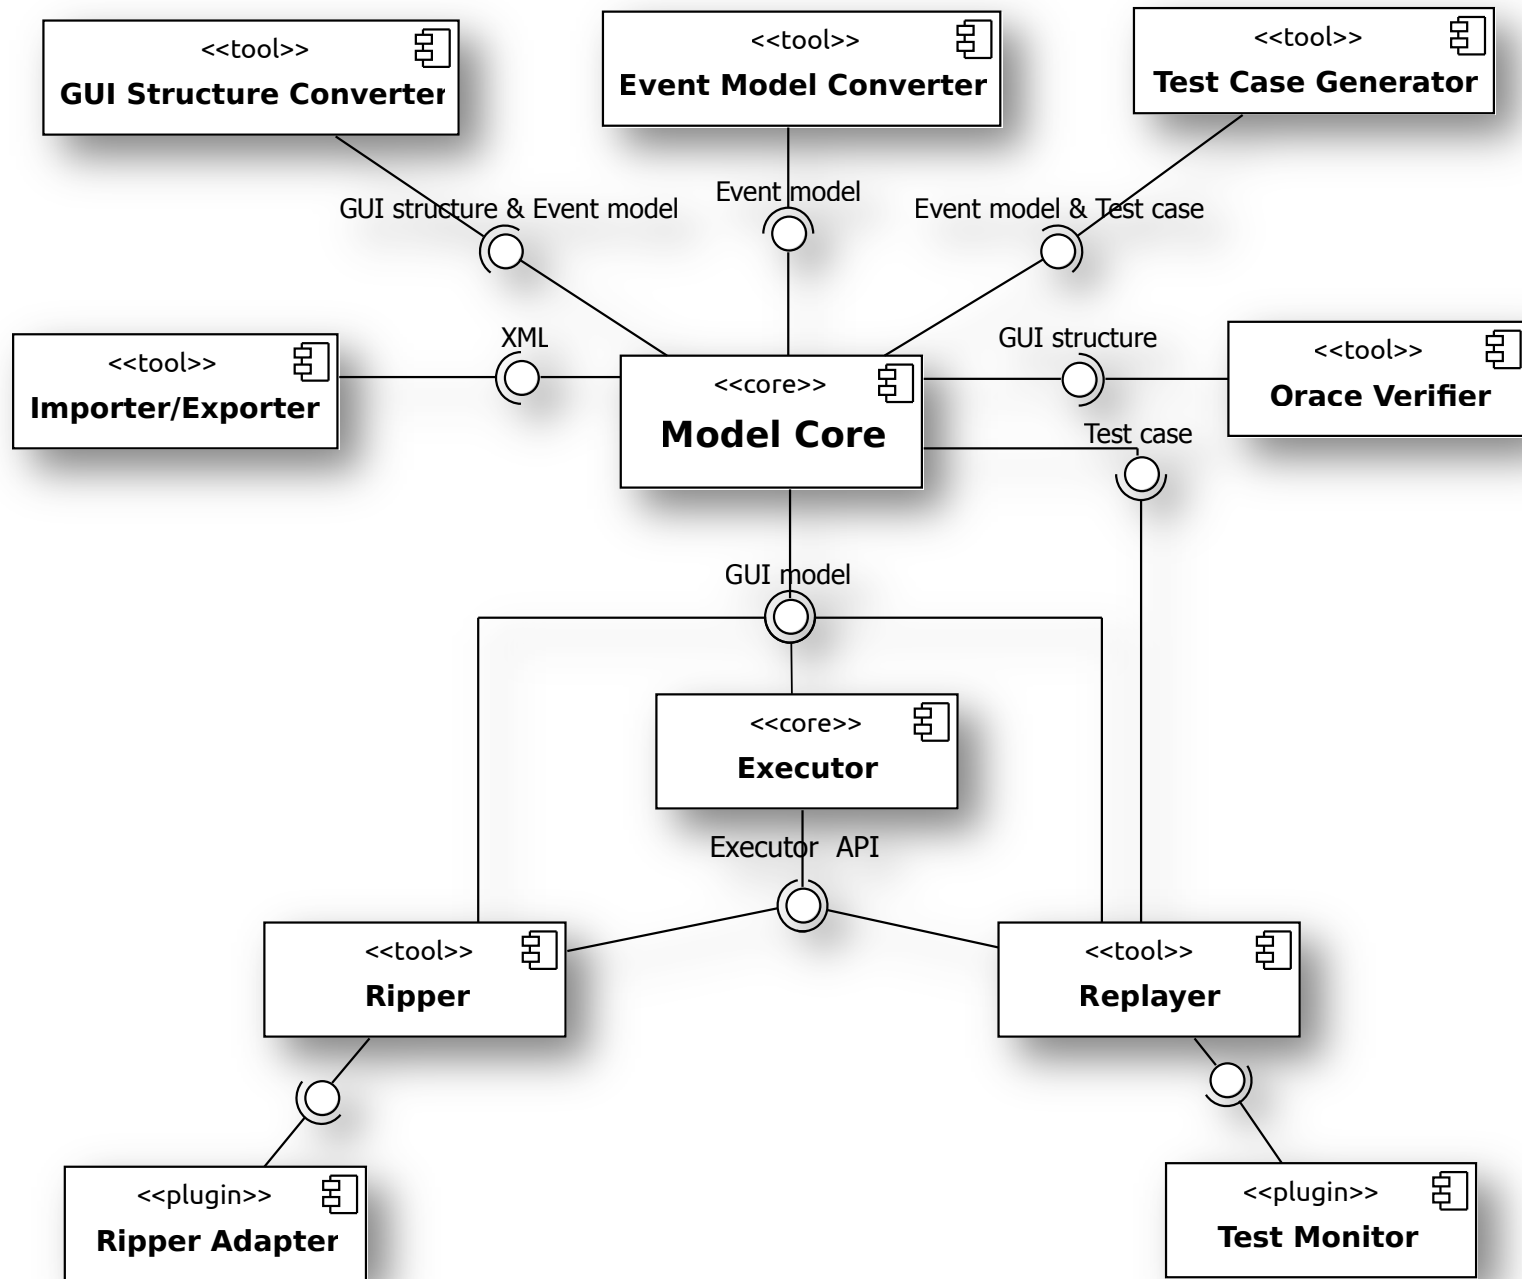 <<tool>>
GUI Structure Converter
<<tool>>
Event Model Converter
<<tool>>
Test Case Generator
GUI structure & Event model
Event model
Event model & Test case
<<tool>>
Importer/Exporter
XML
<<core>>
Model Core
GUI structure
<<tool>>
Orace Verifier
Test case
GUI model
<<core>>
Executor
Executor API
<<tool>>
Ripper
<<tool>>
Replayer
<<plugin>>
Ripper Adapter
<<plugin>>
Test Monitor